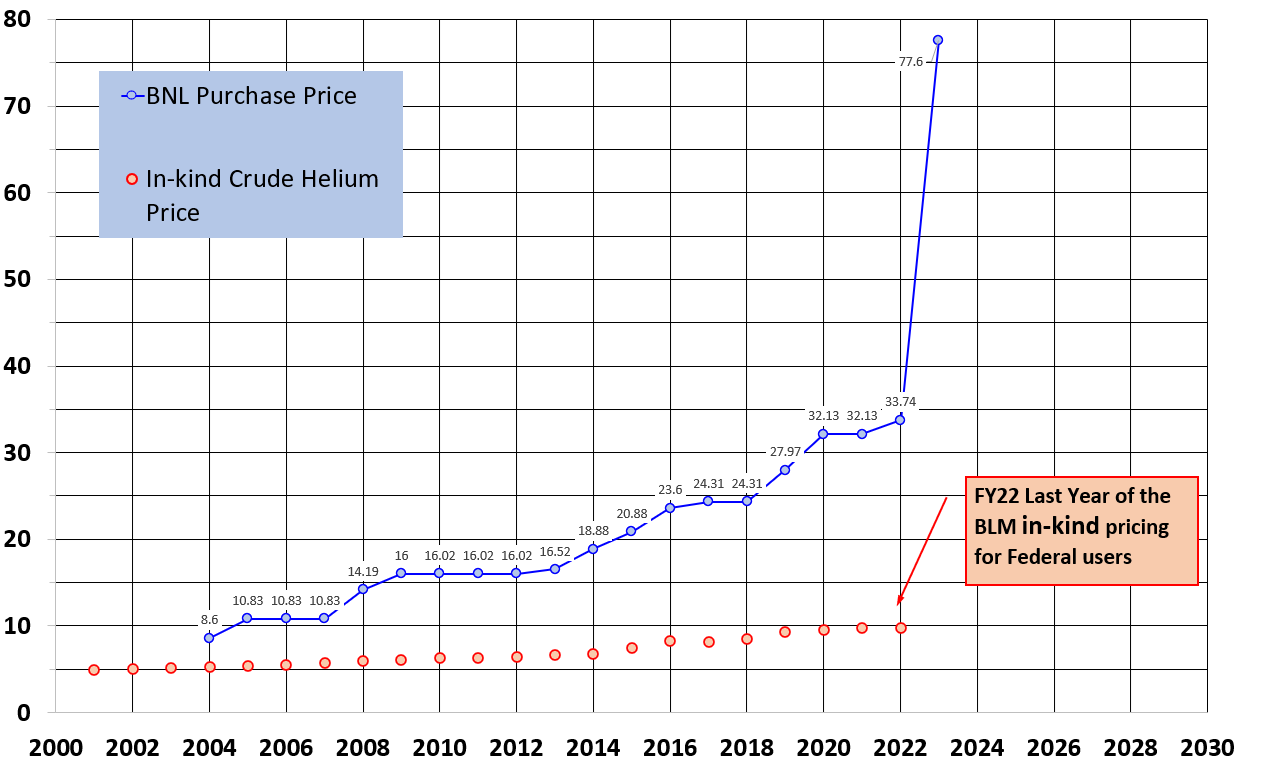 80
70
60
50
40
30
20
10
0
BNL Purchase Price
In-kind Crude Helium
Price
77.6
33.74
32.13 32.13
27.97
23.6 24.31 24.31
20.88
18.88
16 16.02 16.02 16.02 16.52
14.19
10.83 10.83 10.83
8.6
FY22 Last Year of the
BLM in-kind pricing
for Federal users
2000 2002 2004 2006 2008 2010 2012 2014 2016 2018 2020 2022 2024 2026 2028 2030